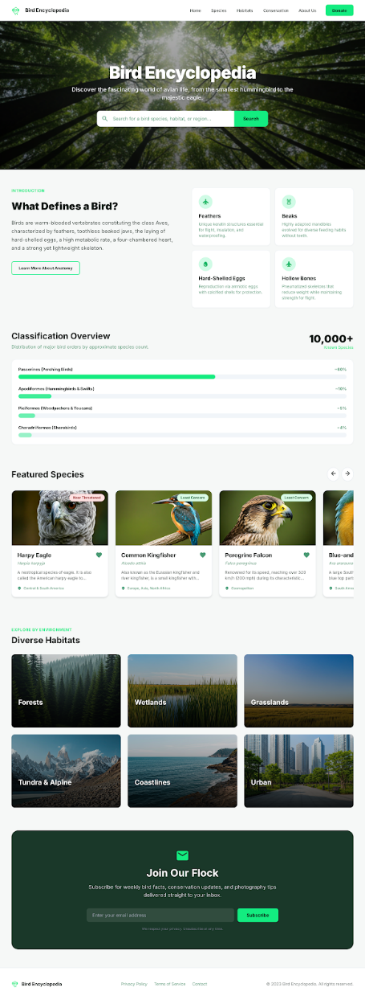 Bird Encyclopedia
Home Species Habitats Conservation About Us Donate
Bird Encyclopedia
Discover the fascinating world of avian life, from the smallest hummingbird to the
majestic eagle.
Search for a bird species, habitat, or region...
Search
INTRODUCTION
What Defines a Bird?
Birds are warm-blooded vertebrates constituting the class Aves,
characterized by feathers, toothless beaked jaws, the laying of
hard-shelled eggs, a high metabolic rate, a four-chambered heart,
and a strong yet lightweight skeleton.
Learn More About Anatomy
Feathers
Unique keratin structures essential
for flight, insulation, and
waterproofing.
Beaks
Highly adapted mandibles
evolved for diverse feeding habits
without teeth.
Hard-Shelled Eggs
Reproduction via amniotic eggs
with calcified shells for protection.
Hollow Bones
Pneumatized skeletons that
reduce weight while maintaining
strength for flight.
Classification Overview
Distribution of major bird orders by approximate species count.
10,000+
Known Species
Passerines (Perching Birds) ~60%
Apodiformes (Hummingbirds & Swifts) ~10%
Piciformes (Woodpeckers & Toucans) ~5%
Charadriiformes (Shorebirds) ~4%
Featured Species
Near Threatened
Harpy Eagle
Harpia harpyja
A neotropical species of eagle. It is also
called the American harpy eagle to...
Central & South America
Least Concern
Common Kingfisher
Alcedo atthis
Also known as the Eurasian kingfisher and
river kingfisher, is a small kingfisher with...
Europe, Asia, North Africa
Least Concern
Peregrine Falcon
Falco peregrinus
Renowned for its speed, reaching over 320
km/h (200 mph) during its characteristic...
Cosmopolitan
Blue-and
Ara ararauna
A large South
blue top parts
South Amer
EXPLORE BY ENVIRONMENT
Diverse Habitats
Forests
Wetlands
Grasslands
Tundra & Alpine
Coastlines
Urban
Join Our Flock
Subscribe for weekly bird facts, conservation updates, and photography tips
delivered straight to your inbox.
Enter your email address
Subscribe
We respect your privacy. Unsubscribe at any time.
Bird Encyclopedia
Privacy Policy Terms of Service Contact
© 2023 Bird Encyclopedia. All rights reserved.